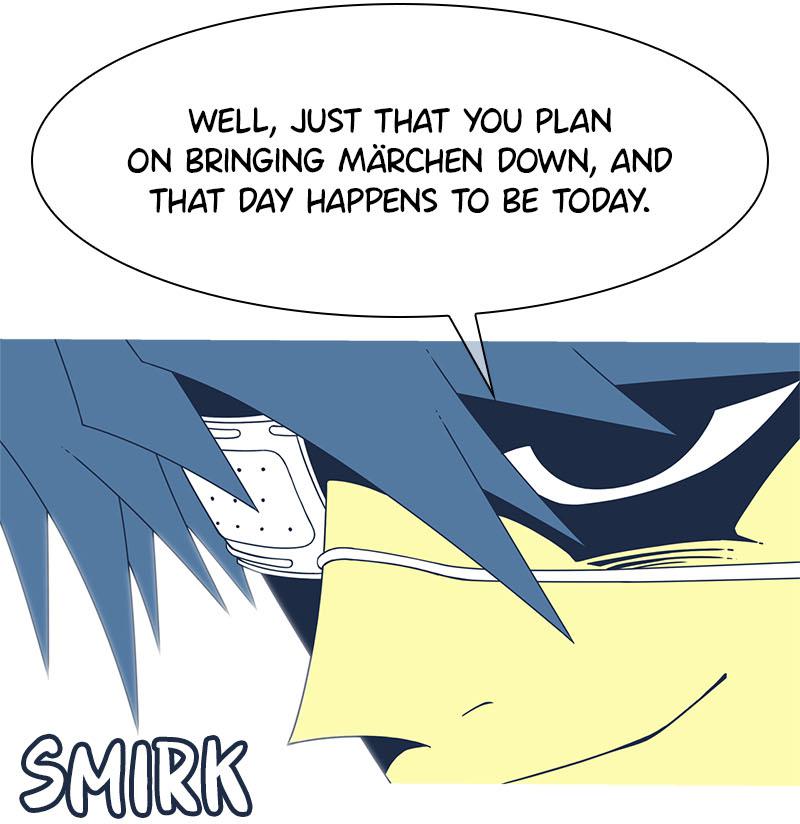 WELL, JUST THAT YOU PLAN
ON BRINGING MÄRCHEN DOWN, AND
THAT DAY HAPPENS TO BE TODAY.
SMIRK